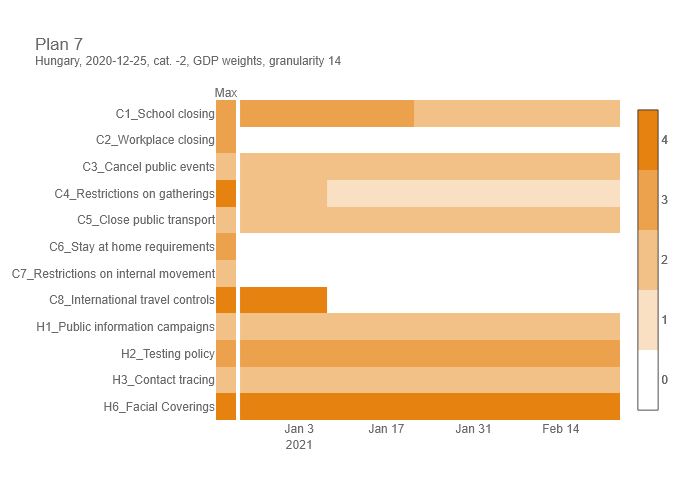 Plan 7
Hungary, 2020-12-25, cat. -2, GDP weights, granularity 14
Max
C1_School closing
C2_Workplace closing
C3_Cancel public events
C4_Restrictions on gatherings
C5_Close public transport
C6_Stay at home requirements
C7_Restrictions on internal movement
C8_International travel controls
H1_Public information campaigns
H2_Testing policy
H3_Contact tracing
H6_Facial Coverings
Jan 3 Jan 17 Jan 31 Feb 14
2021
4
3
2
1
0